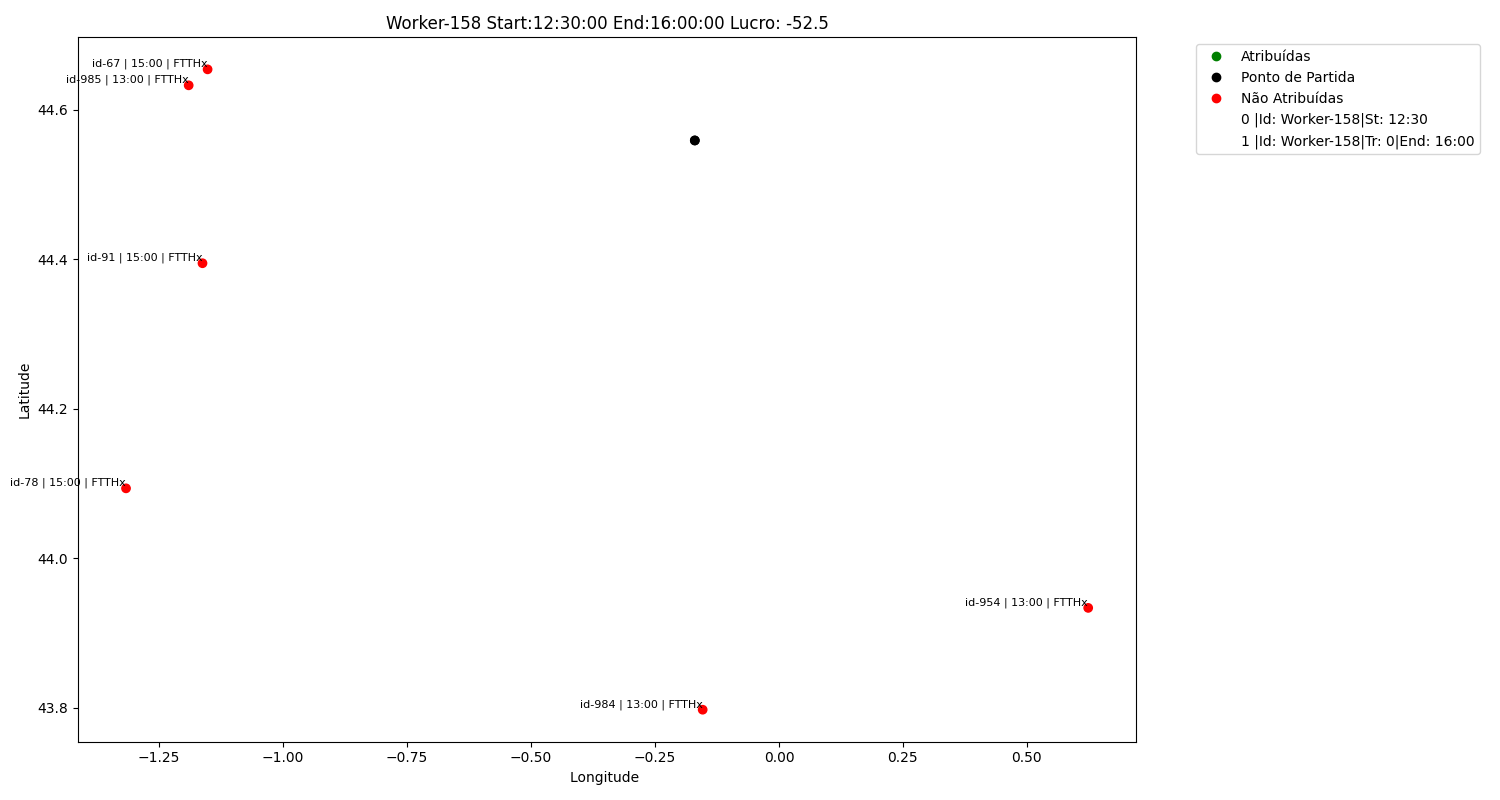 Worker-158 Start:12:30:00 End:16:00:00 Lucro: -52.5
Atribuídas
Ponto de Partida
Não Atribuídas
0 |Id: Worker-158|St: 12:30
1 |Id: Worker-158|Tr: 0|End: 16:00
id-67 | 15:00 | FTTHx
id-985 | 13:00 | FTTHx
44.6
id-91 | 15:00 | FTTHx
44.4
44.2
Latitude
id-78 | 15:00 | FTTHx
44.0
id-954 | 13:00 | FTTHx
id-984 | 13:00 | FTTHx
43.8
−1.25 −1.00 −0.75 −0.50 −0.25 0.00 0.25 0.50
Longitude